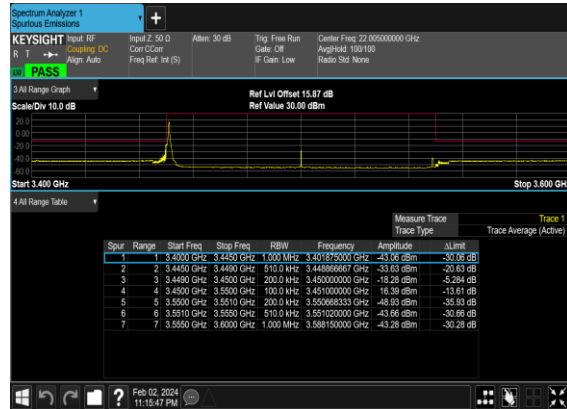 Spectrum Analyzer 1
Spurious Emissions
KEYSIGHT Input: RF Input Z: 50 Ω Atten: 30 dB Trig: Free Run Center Freq: 22.005000000 GHz
R T Coupling: DC Corr CCorr Gate: Off Avg|Hold: 100/100
Align: Auto Freq Ref: Int (S) IF Gain: Low Radio Std: None
PASS
3 All Range Graph
Ref Lvl Offset 15.87 dB
Scale/Div 10.0 dB Ref Value 30.00 dBm
20.0
0.00
-20.0
-40.0
-60.0
Start 3.400 GHz Stop 3.600 GHz
4 All Range Table
Measure Trace Trace 1
Trace Type Trace Average (Active)
Spur Range Start Freq Stop Freq RBW Frequency Amplitude ΔLimit
1 1 3.4000 GHz 3.4450 GHz 1.000 MHz 3.401875000 GHz -43.06 dBm -30.06 dB
2 2 3.4450 GHz 3.4490 GHz 510.0 kHz 3.448866667 GHz -33.63 dBm -20.63 dB
3 3 3.4490 GHz 3.4500 GHz 200.0 kHz 3.450000000 GHz -18.28 dBm -5.284 dB
4 4 3.4500 GHz 3.5500 GHz 100.0 kHz 3.451000000 GHz 16.39 dBm -13.61 dB
5 5 3.5500 GHz 3.5510 GHz 200.0 kHz 3.550668333 GHz -48.93 dBm -35.93 dB
6 6 3.5510 GHz 3.5550 GHz 510.0 kHz 3.551020000 GHz -43.66 dBm -30.66 dB
7 7 3.5550 GHz 3.6000 GHz 1.000 MHz 3.588150000 GHz -43.28 dBm -30.28 dB
Feb 02, 2024
11:15:47 PM